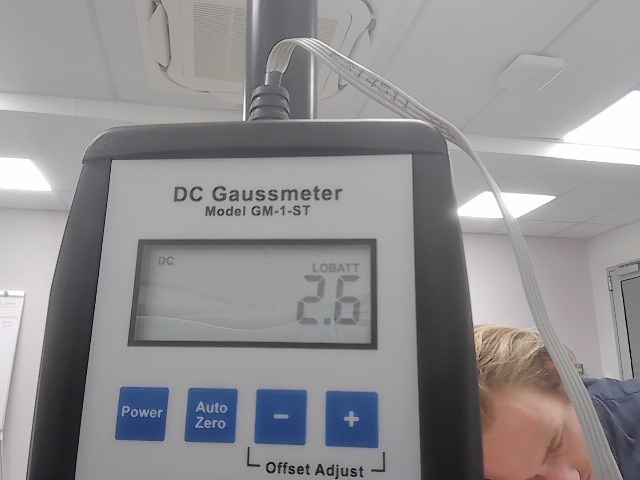 DC Gaussmeter
Model GM-1-ST
DC
LOBATT
2.6
Power
Auto
Zero
-
+
Offset Adjust